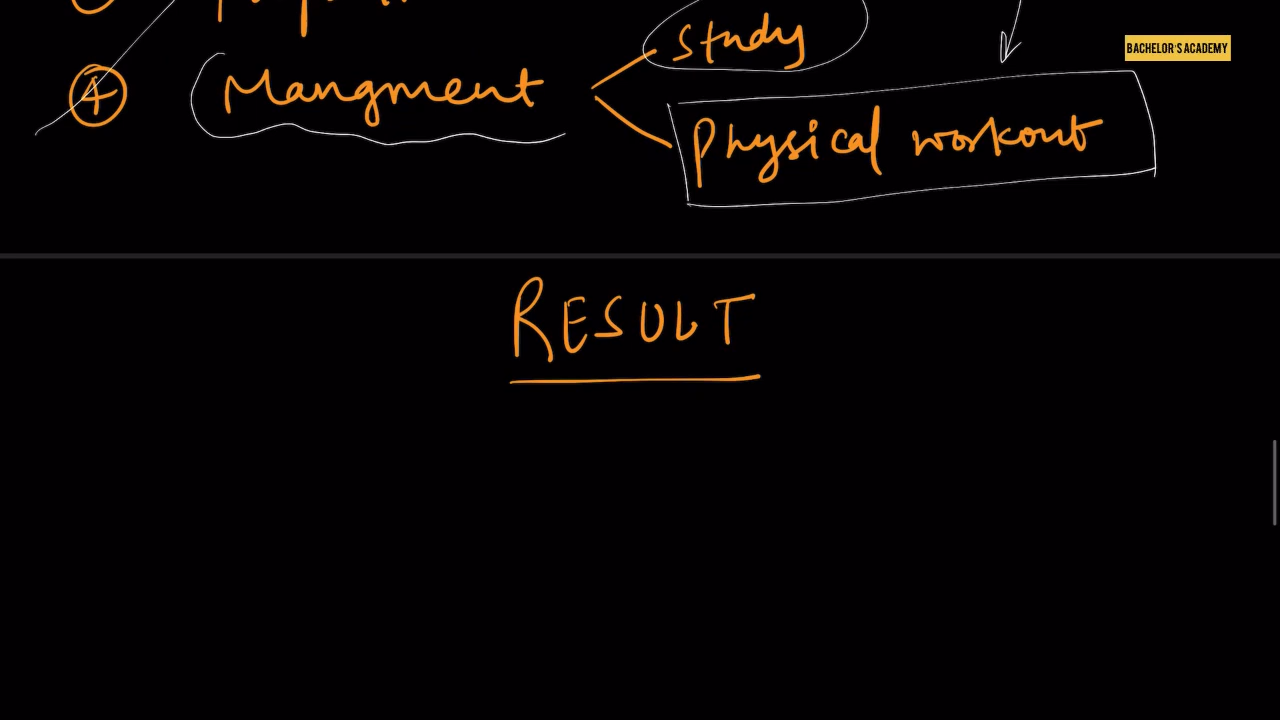 study
BACHELOR'S ACADEMY
④ Mangment
Physical workout
RESULT